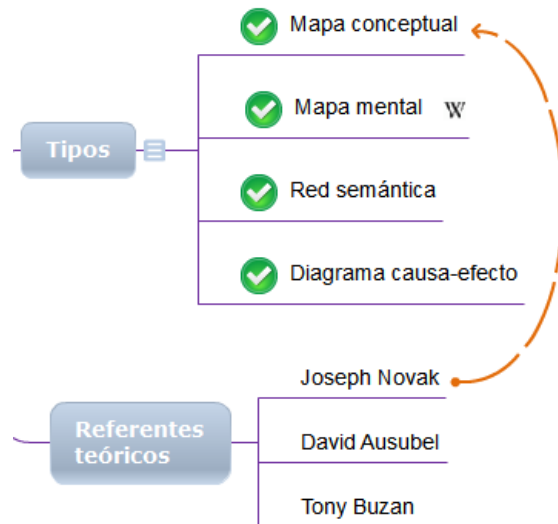 Mapa conceptual
Mapa mental W
Tipos
Red semántica
Diagrama causa-efecto
Joseph Novak
Referentes
teóricos
David Ausubel
Tony Buzan